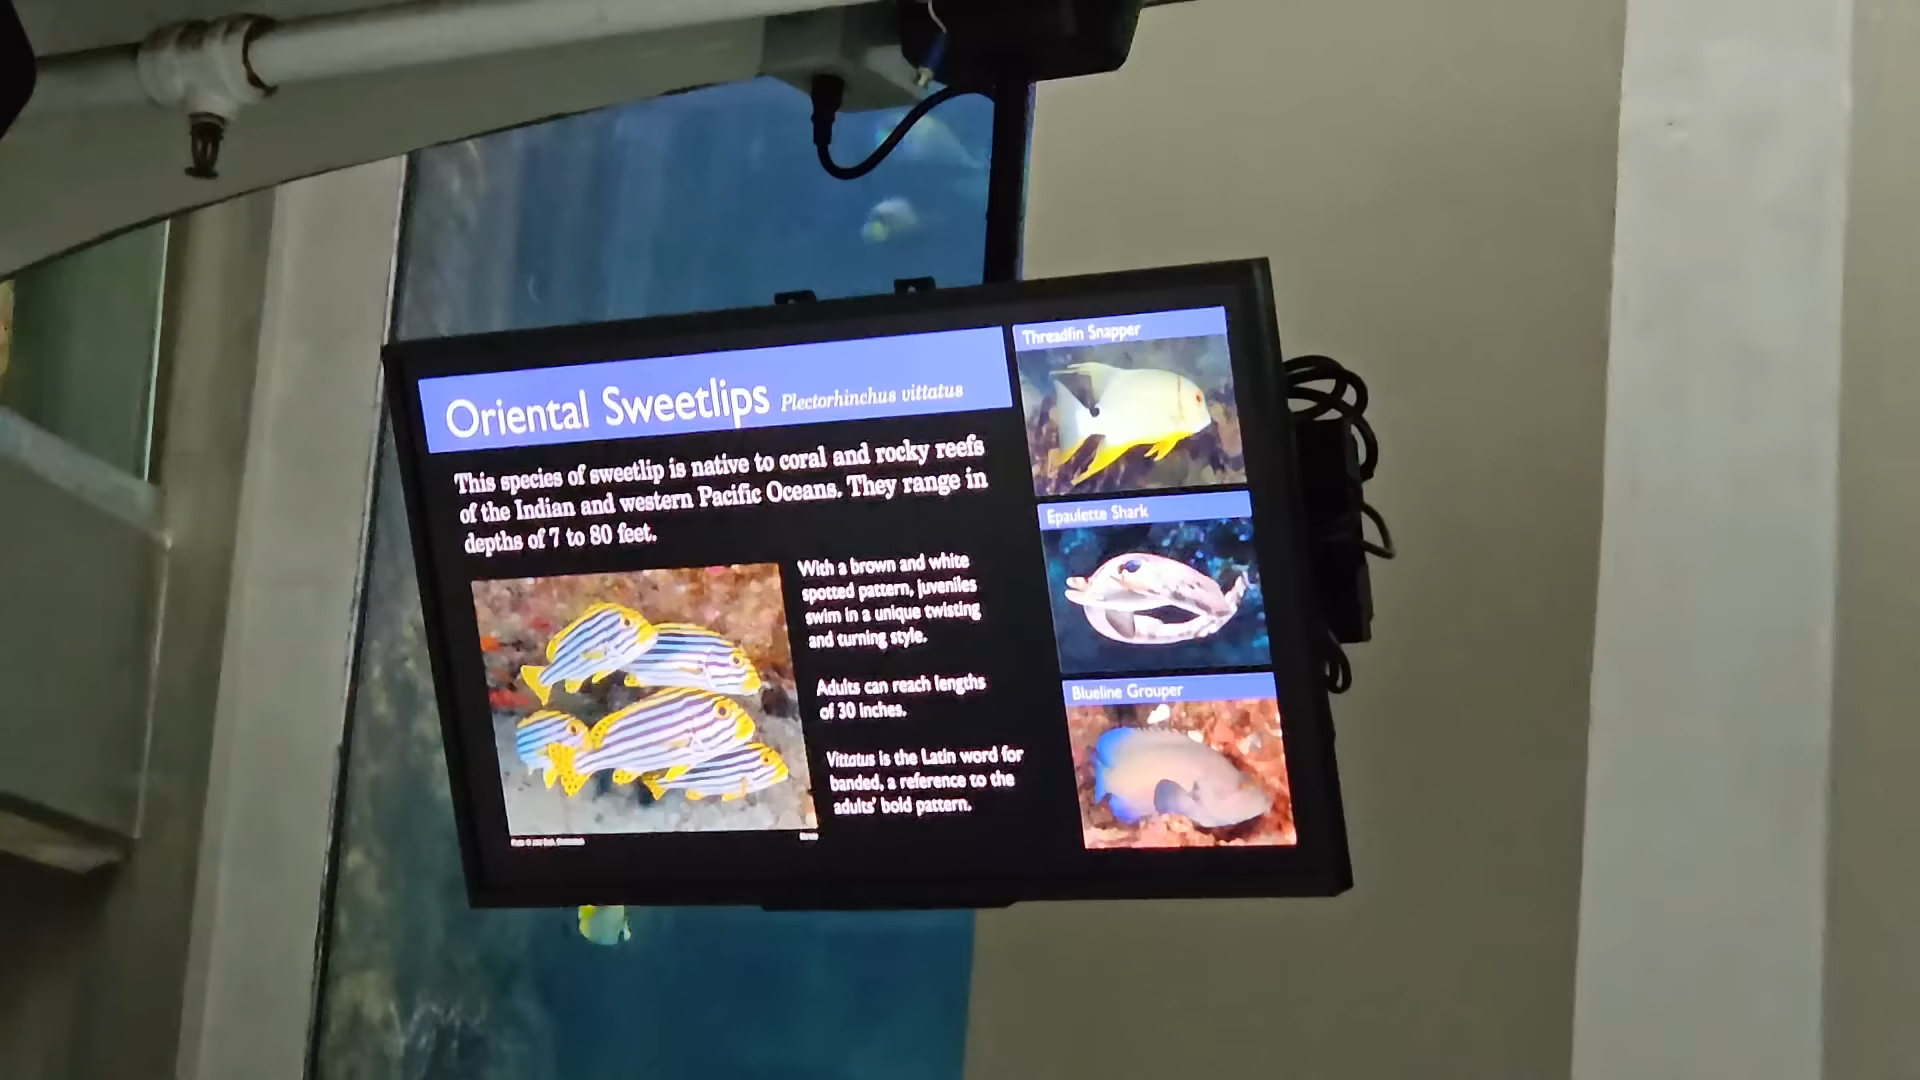 Oriental Sweetlips Plectorhinchus vittatus
This species of sweetlip is native to coral and rocky reefs
of the Indian and western Pacific Oceans. They range in
depths of 7 to 80 feet.
With a brown and white
spotted pattern, juveniles
swim in a unique twisting
and turning style.
Adults can reach lengths
of 30 inches.
Vittatus is the Latin word for
banded, a reference to the
adults' bold pattern.
Threadfin Snapper
Epaulette Shark
Blueline Grouper